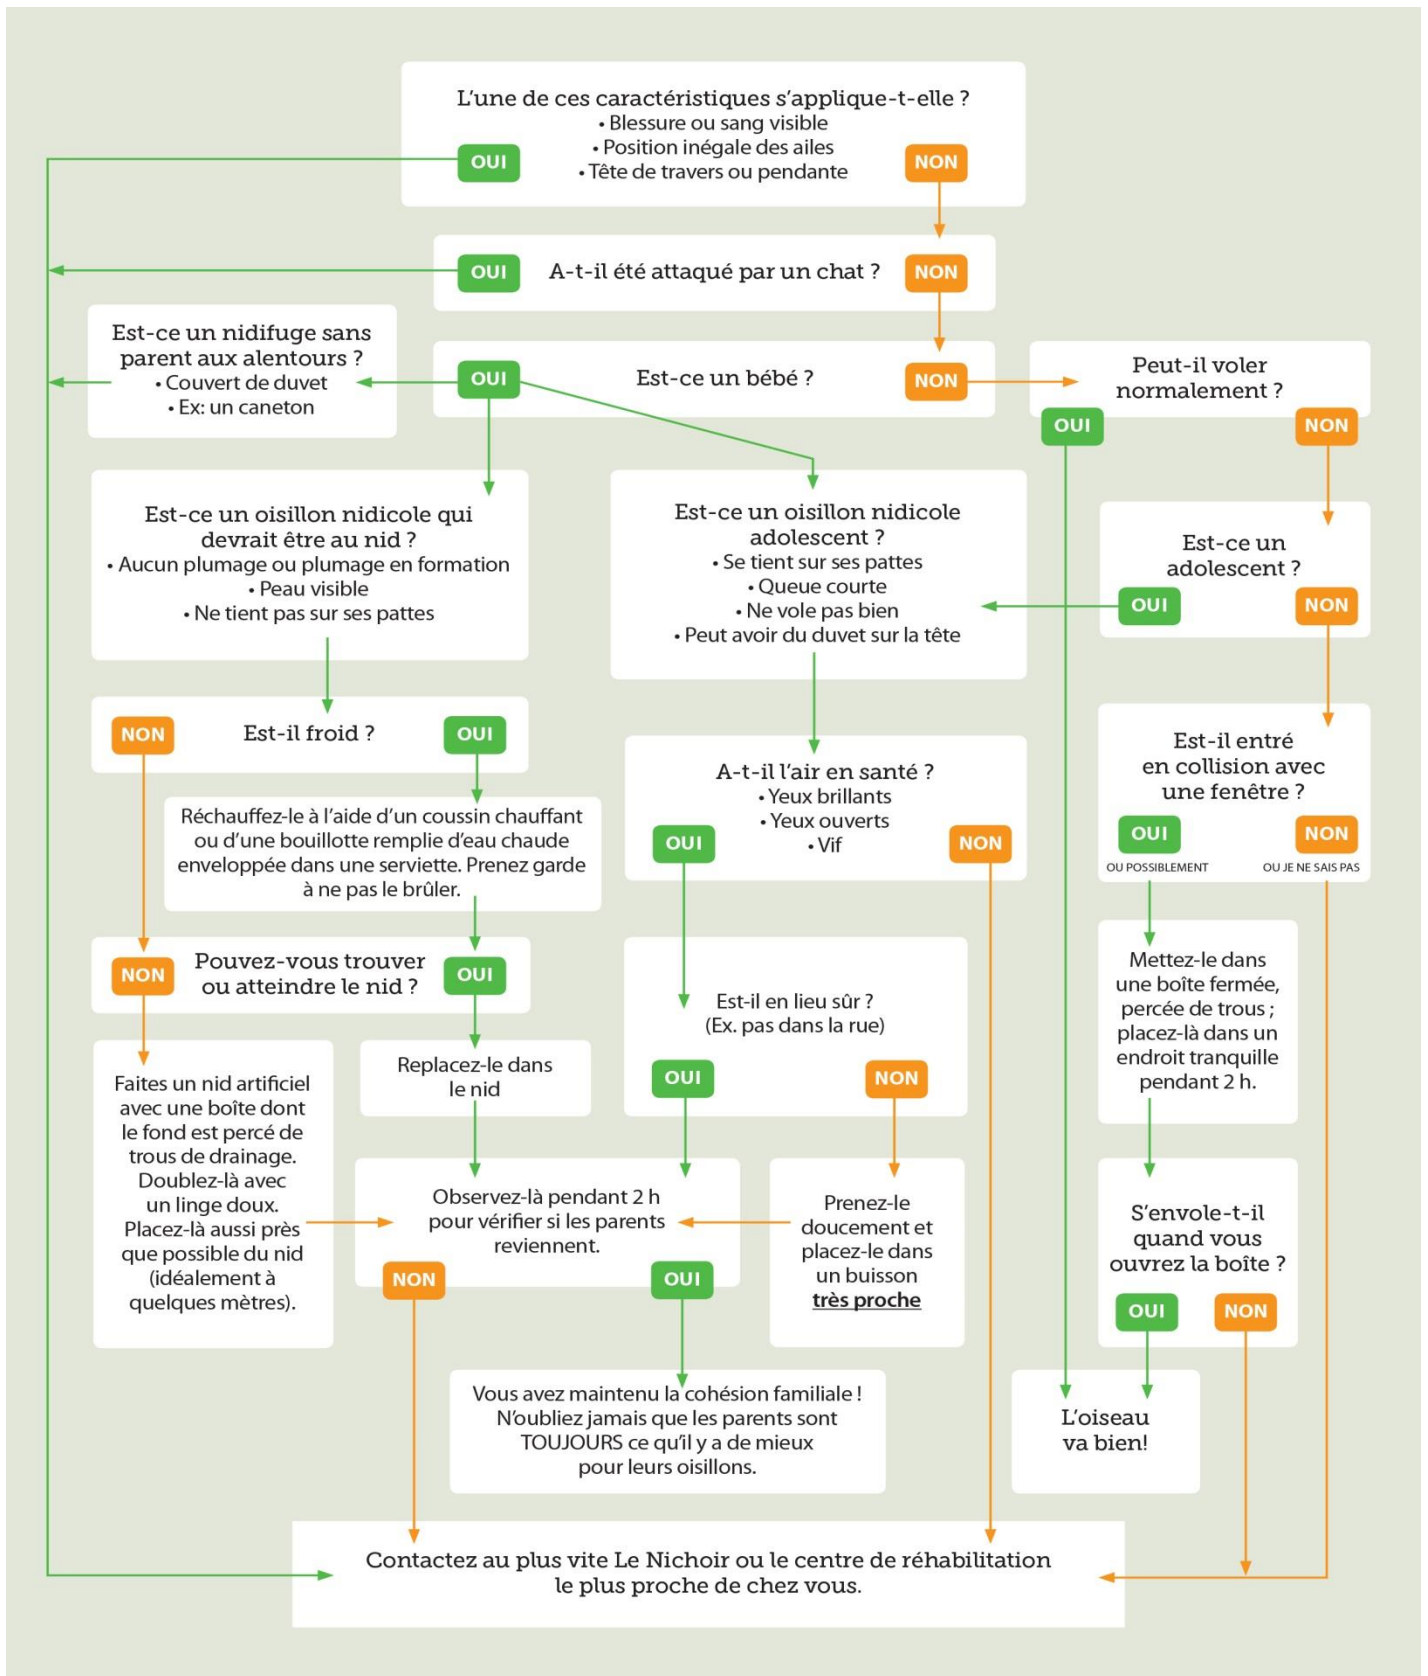 L'une de ces caractéristiques s'applique-t-elle ?
• Blessure ou sang visible
• Position inégale des ailes
• Tête de travers ou pendante
OUI
NON
A-t-il été attaqué par un chat ?
OUI
NON
Est-ce un nidifuge sans
parent aux alentours ?
• Couvert de duvet
• Ex: un caneton
Est-ce un bébé ?
OUI
NON
Peut-il voler
normalement ?
OUI
NON
Est-ce un oisillon nidicole qui
devrait être au nid ?
• Aucun plumage ou plumage en formation
• Peau visible
• Ne tient pas sur ses pattes
Est-ce un oisillon nidicole
adolescent ?
• Se tient sur ses pattes
• Queue courte
• Ne vole pas bien
• Peut avoir du duvet sur la tête
Est-ce un
adolescent ?
OUI
NON
NON
Est-il froid ?
OUI
Réchauffez-le à l'aide d'un coussin chauffant
ou d'une bouillotte remplie d'eau chaude
enveloppée dans une serviette. Prenez garde
à ne pas le brûler.
A-t-il l'air en santé ?
• Yeux brillants
• Yeux ouverts
• Vif
OUI
NON
Est-il entré
en collision avec
une fenêtre ?
OUI
NON
OU POSSIBLEMENT
OU JE NE SAIS PAS
NON
Pouvez-vous trouver
ou atteindre le nid ?
OUI
Est-il en lieu sûr ?
(Ex. pas dans la rue)
OUI
NON
Mettez-le dans
une boîte fermée,
percée de trous ;
placez-là dans un
endroit tranquille
pendant 2 h.
Faites un nid artificiel
avec une boîte dont
le fond est percé de
trous de drainage.
Doublez-là avec
un linge doux.
Placez-là aussi près
que possible du nid
(idéalement à
quelques mètres).
Replacez-le dans
le nid
Observez-là pendant 2 h
pour vérifier si les parents
reviennent.
NON
OUI
Prenez-le
doucement et
placez-le dans
un buisson
très proche
S'envole-t-il
quand vous
ouvrez la boîte ?
OUI
NON
Vous avez maintenu la cohésion familiale !
N'oubliez jamais que les parents sont
TOUJOURS ce qu'il y a de mieux
pour leurs oisillons.
L'oiseau
va bien!
Contactez au plus vite Le Nichoir ou le centre de réhabilitation
le plus proche de chez vous.